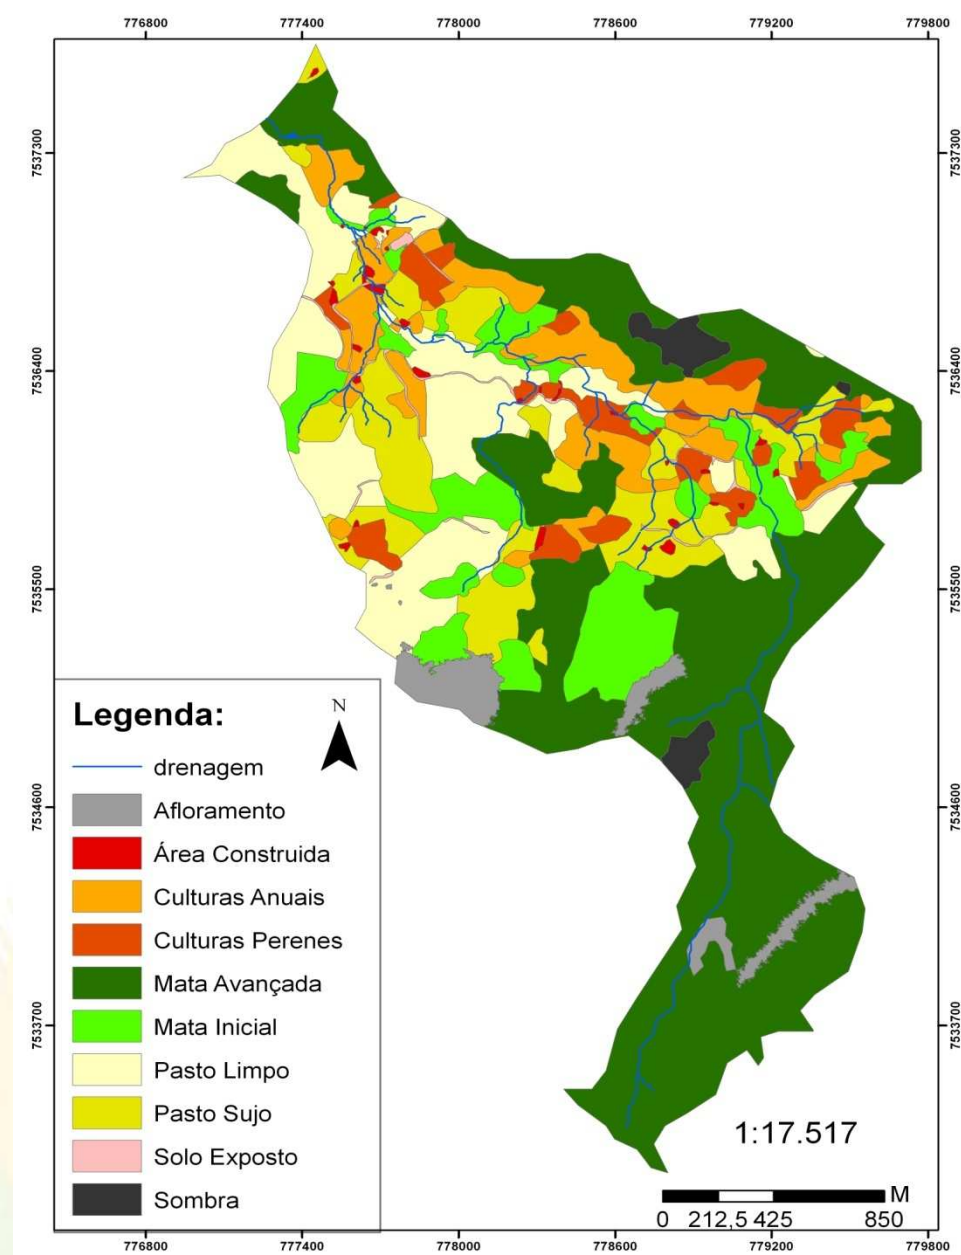 776800 777400 778000 778600 779200 779800
7537300 7537300
7536400 7536400
7535500 7535500
Legenda:
N
drenagem
Afloramento
Área Construida
Culturas Anuais
Culturas Perenes
Mata Avançada
Mata Inicial
Pasto Limpo
Pasto Sujo
Solo Exposto
Sombra
7534600 7534600
7533700 7533700
1:17.517
M
0 212,5 425 850
776800 777400 778000 778600 779200 779800